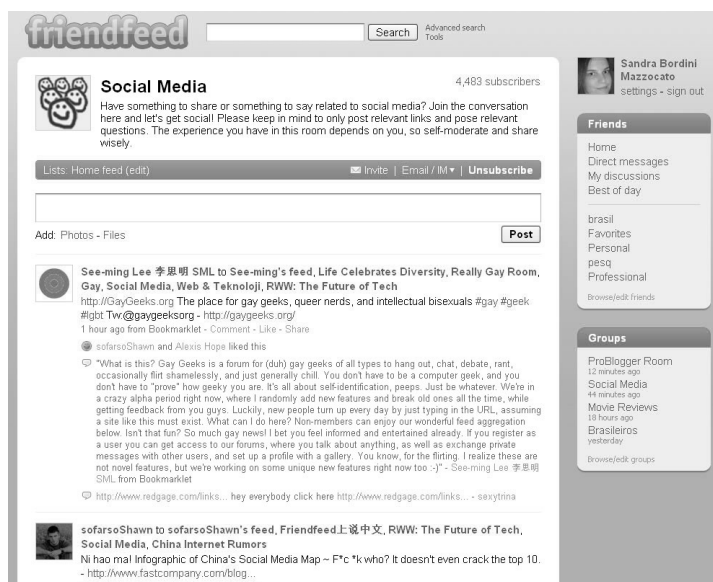 friendfeed
Search
Advanced search
Tools
Sandra Bordini
Mazzocato
settings - sign out
Social Media
4,483 subscribers
Have something to share or something to say related to social media? Join the conversation
here and let's get social! Please keep in mind to only post relevant links and pose relevant
questions. The experience you have in this room depends on you, so self-moderate and share
wisely.
Lists: Home feed (edit)
Invite | Email / IM ▾ | Unsubscribe
Add: Photos - Files
Post
See-ming Lee 李思明 SML to See-ming's feed, Life Celebrates Diversity, Really Gay Room,
Gay, Social Media, Web & Teknoloji, RWW: The Future of Tech
http://GayGeeks.org The place for gay geeks, queer nerds, and intellectual bisexuals #gay #geek
#lgbt Tw:@gaygeeksorg - http://gaygeeks.org/
1 hour ago from Bookmarklet - Comment - Like - Share
sofarsoShawn and Alexis Hope liked this
"What is this? Gay Geeks is a forum for (duh) gay geeks of all types to hang out, chat, debate, rant,
occasionally flirt shamelessly, and just generally chill. You don't have to be a computer geek, and you
don't have to "prove" how geeky you are. It's all about self-identification, peeps. Just be whatever. We're in
a crazy alpha period right now, where I randomly add new features and break old ones all the time, while
getting feedback from you guys. Luckily, new people turn up every day by just typing in the URL, assuming
a site like this must exist. What can I do here? Non-members can enjoy our wonderful feed aggregation
below. Isn't that fun? So much gay news! I bet you feel informed and entertained already. If you register as
a user you can get access to our forums, where you talk about anything, as well as exchange private
messages with other users, and set up a profile with a gallery. You know, for the flirting. I realize these are
not novel features, but we're working on some unique new features right now too :-)" - See-ming Lee 李思明
SML from Bookmarklet
http://www.redgage.com/links... hey everybody click here http://www.redgage.com/links... - sexytrina
sofarsoShawn to sofarsoShawn's feed, Friendfeed上说中文, RWW: The Future of Tech,
Social Media, China Internet Rumors
Ni hao ma! Infographic of China's Social Media Map ~ F*c *k who? It doesn't even crack the top 10.
- http://www.fastcompany.com/blog...
Friends
Home
Direct messages
My discussions
Best of day
brasil
Favorites
Personal
pesq
Professional
Browse/edit friends
Groups
ProBlogger Room
12 minutes ago
Social Media
44 minutes ago
Movie Reviews
18 hours ago
Brasileiros
yesterday
Browse/edit groups